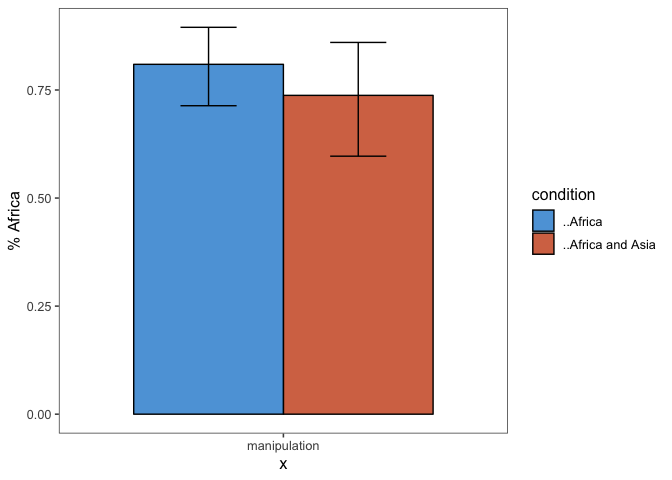 % Africa
0.75
0.50
0.25
0.00
manipulation
x
condition
..Africa
..Africa and Asia